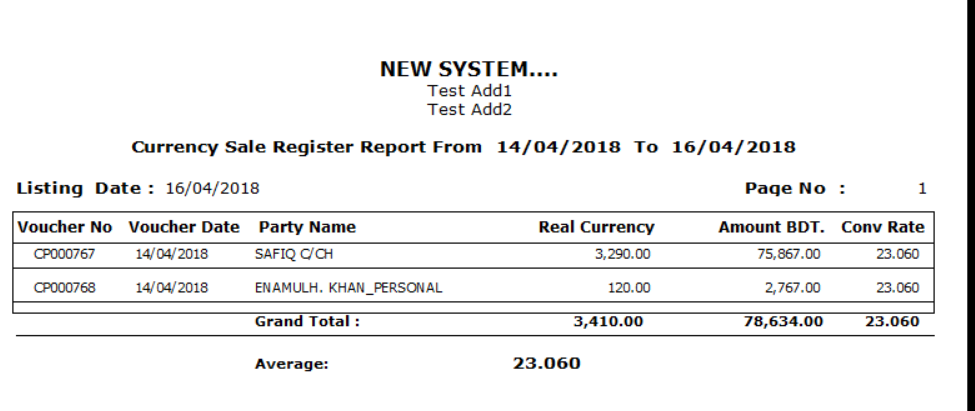 NEW SYSTEM....
Test Add1
Test Add2
Currency Sale Register Report From 14/04/2018 To 16/04/2018
Listing Date : 16/04/2018 Page No : 1
Voucher No Voucher Date Party Name Real Currency Amount BDT. Conv Rate
CP000767 14/04/2018 SAFIQ C/CH 3,290.00 75,867.00 23.060
CP000768 14/04/2018 ENAMULH. KHAN_PERSONAL 120.00 2,767.00 23.060
Grand Total : 3,410.00 78,634.00 23.060
Average: 23.060